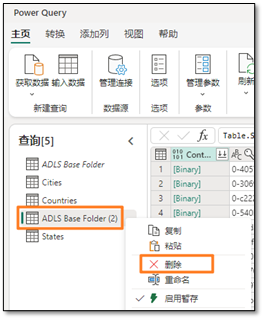 Power Query
主页 转换 添加列 视图 帮助
获取数据 输入数据 管理连接 选项 管理参数 刷新
新建查询 数据源 选项 参数
查询[5]
ADLS Base Folder
Cities
Countries
ADLS Base Folder (2)
States
fx Table.S
Cont...
1 [Binary] 0-405
2 [Binary] 0-306
3 [Binary] 0-c222
4 [Binary] 0-540
复制
粘贴
删除
重命名
启用暂存